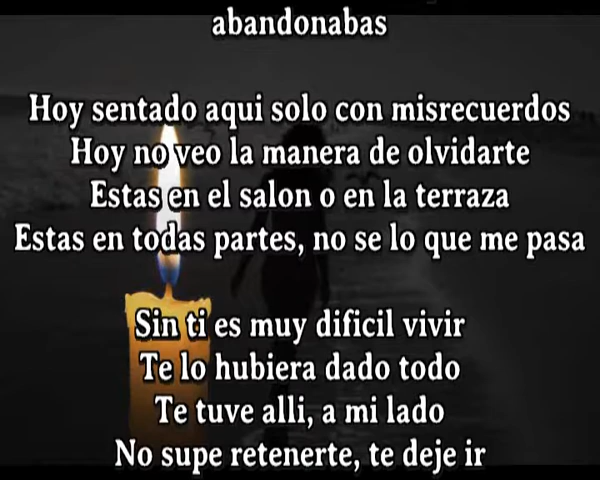 abandonabas
Hoy sentado aqui solo con misrecuerdos
Hoy no veo la manera de olvidarte
Estas en el salon o en la terraza
Estas en todas partes, no se lo que me pasa
Sin ti es muy dificil vivir
Te lo hubiera dado todo
Te tuve alli, a mi lado
No supe retenerte, te deje ir